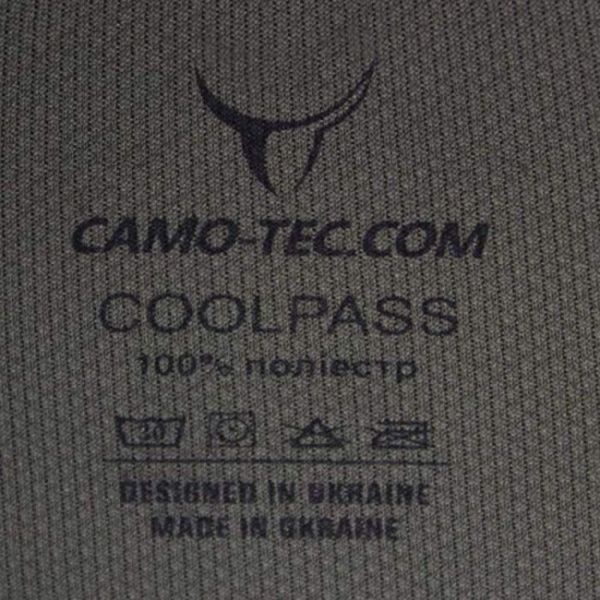 CAMO-TEC.COM
COOLPASS
100% поліестр
DESIGNED IN UKRAINE
MADE IN UKRAINE